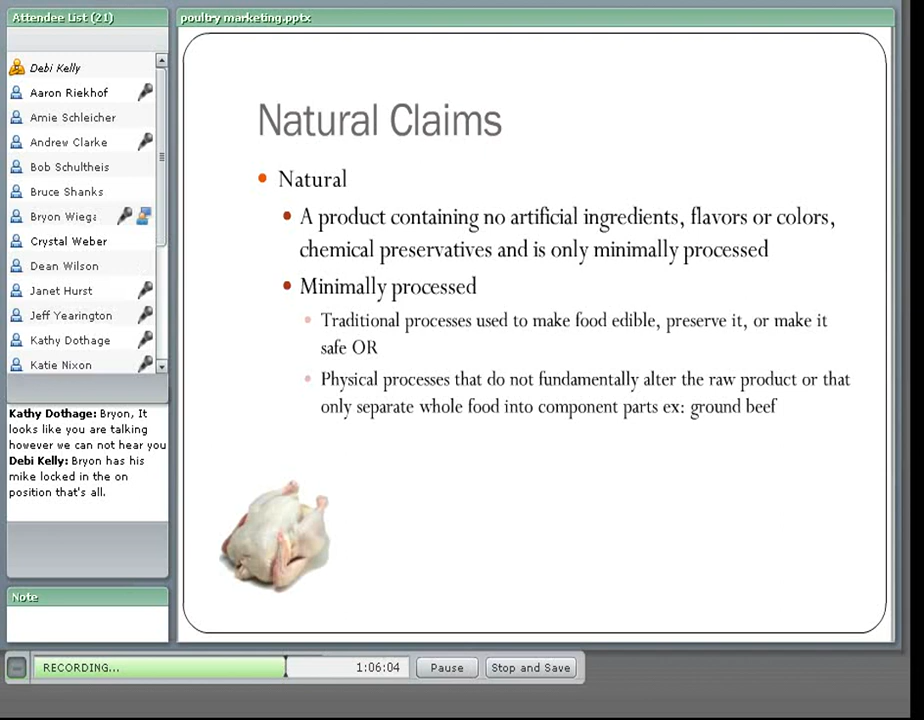 Attendee List (21)
Debi Kelly
Aaron Riekhof
Amie Schleicher
Andrew Clarke
Bob Schultheis
Bruce Shanks
Bryon Wiega
Crystal Weber
Dean Wilson
Janet Hurst
Jeff Yearington
Kathy Dothage
Katie Nixon
Kathy Dothage: Bryon, It
looks like you are talking
however we can not hear you
Debi Kelly: Bryon has his
mike locked in the on
position that's all.
Note
poultry marketing.pptx
Natural Claims
Natural
A product containing no artificial ingredients, flavors or colors,
chemical preservatives and is only minimally processed
Minimally processed
Traditional processes used to make food edible, preserve it, or make it
safe OR
Physical processes that do not fundamentally alter the raw product or that
only separate whole food into component parts ex: ground beef
RECORDING... 1:06:04 Pause Stop and Save